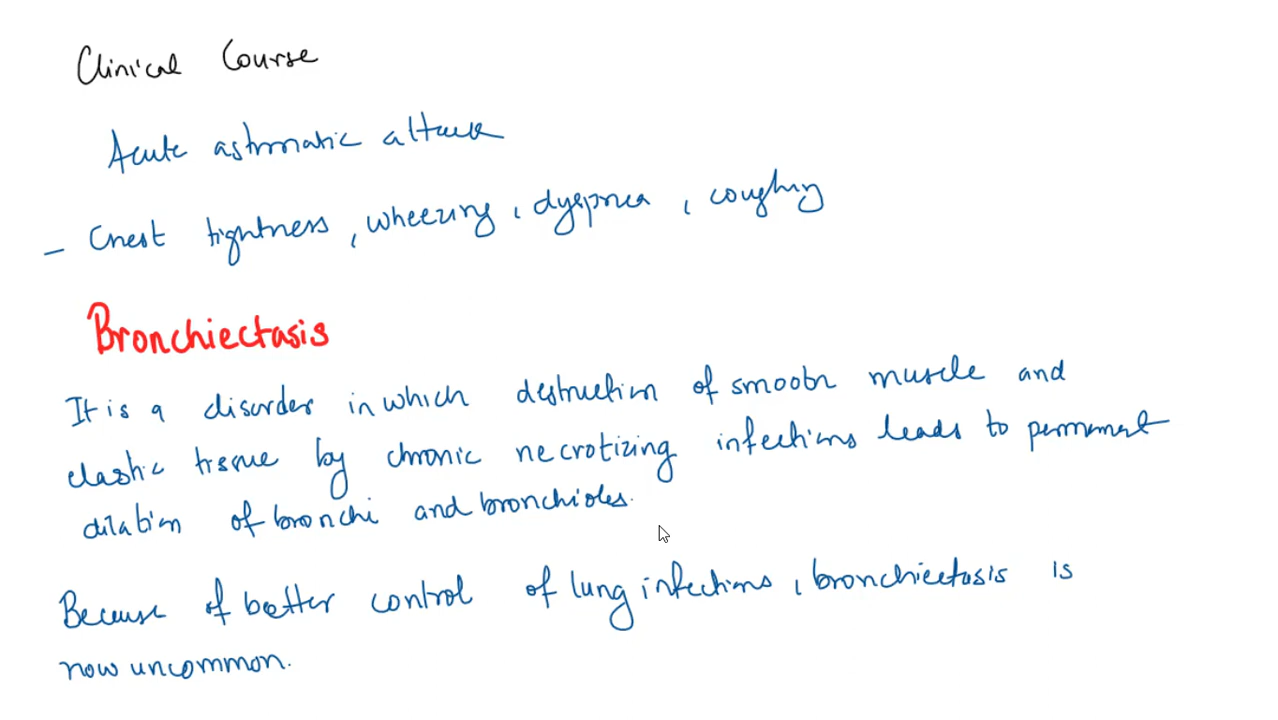 Clinical Course
Acute asthmatic attack
- Chest tightness, wheezing, dyspnea, coughing
Bronchiectasis
It is a disorder in which destruction of smooth muscle and
elastic tissue by chronic necrotizing infections leads to permanent
dilation of bronchi and bronchioles.
Because of better control of lung infections, bronchiectasis is
now uncommon.